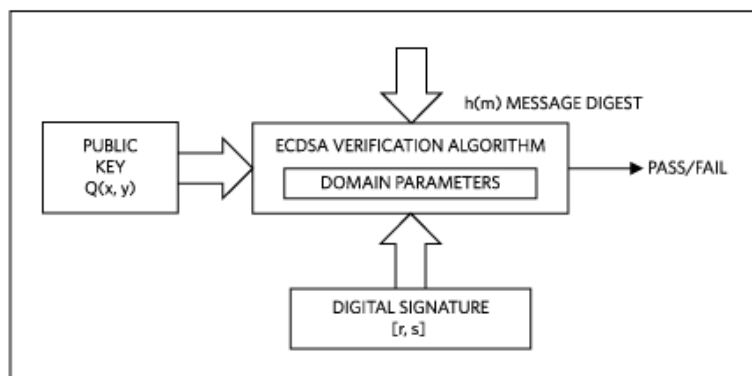 h(m) MESSAGE DIGEST
PUBLIC
KEY
Q(x, y)
ECDSA VERIFICATION ALGORITHM
DOMAIN PARAMETERS
PASS/FAIL
DIGITAL SIGNATURE
[r, s]